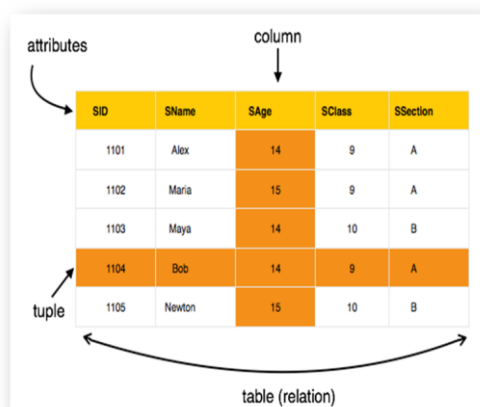 column
attributes
SID SName SAge SClass SSection
1101 Alex 14 9 A
1102 Maria 15 9 A
1103 Maya 14 10 B
1104 Bob 14 9 A
tuple
1105 Newton 15 10 B
table (relation)